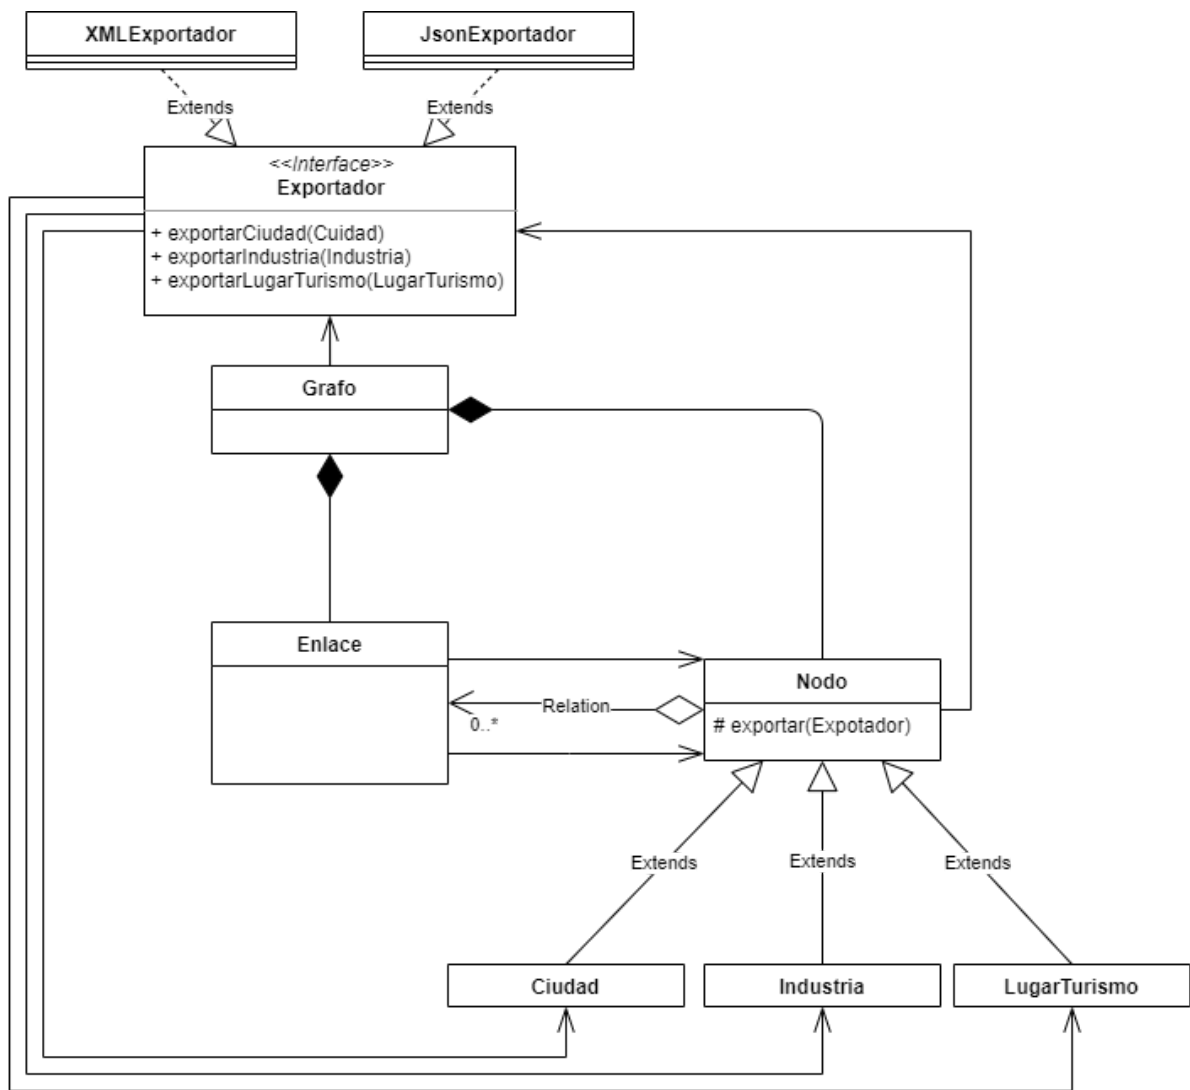 XMLExportador
JsonExportador
Extends
Extends
<<Interface>>
Exportador
+ exportarCiudad(Cuidad)
+ exportarIndustria(Industria)
+ exportarLugarTurismo(LugarTurismo)
Grafo
Enlace
Nodo
Relation
0..*
# exportar(Expotador)
Extends
Extends
Extends
Ciudad
Industria
LugarTurismo